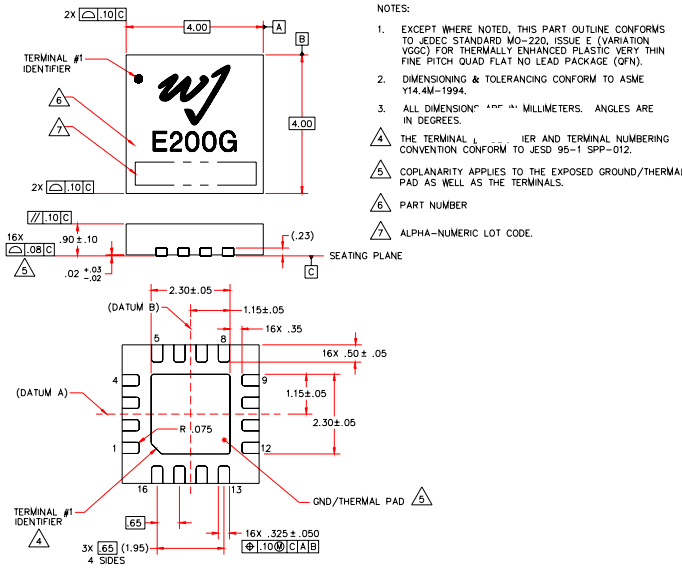 2X ⌓ .10 C
4.00
A
B
TERMINAL #1
IDENTIFIER
wj
6
7
E200G
4.00
2X ⌓ .10 C
// .10 C
16X
⌓ .08 C
5
.90±.10
.02 +.03 -.02
(.23)
SEATING PLANE
C
2.30±.05
(DATUM B)
1.15±.05
16X .35
16X .50±.05
5
8
4
9
(DATUM A)
1.15±.05
2.30±.05
R .075
1
12
16
13
GND/THERMAL PAD 5
TERMINAL #1
IDENTIFIER
4
.65
16X .325±.050
⌖ .10 Ⓜ C A B
3X .65 (1.95)
4 SIDES
NOTES:
1. EXCEPT WHERE NOTED, THIS PART OUTLINE CONFORMS
TO JEDEC STANDARD MO-220, ISSUE E (VARIATION
VGGC) FOR THERMALLY ENHANCED PLASTIC VERY THIN
FINE PITCH QUAD FLAT NO LEAD PACKAGE (QFN).
2. DIMENSIONING & TOLERANCING CONFORM TO ASME
Y14.4M-1994.
3. ALL DIMENSIONS IN MILLIMETERS. ANGLES ARE
IN DEGREES.
4 THE TERMINAL AND TERMINAL NUMBERING
CONVENTION CONFORM TO JESD 95-1 SPP-012.
5 COPLANARITY APPLIES TO THE EXPOSED GROUND/THERMAL
PAD AS WELL AS THE TERMINALS.
6 PART NUMBER
7 ALPHA-NUMERIC LOT CODE.